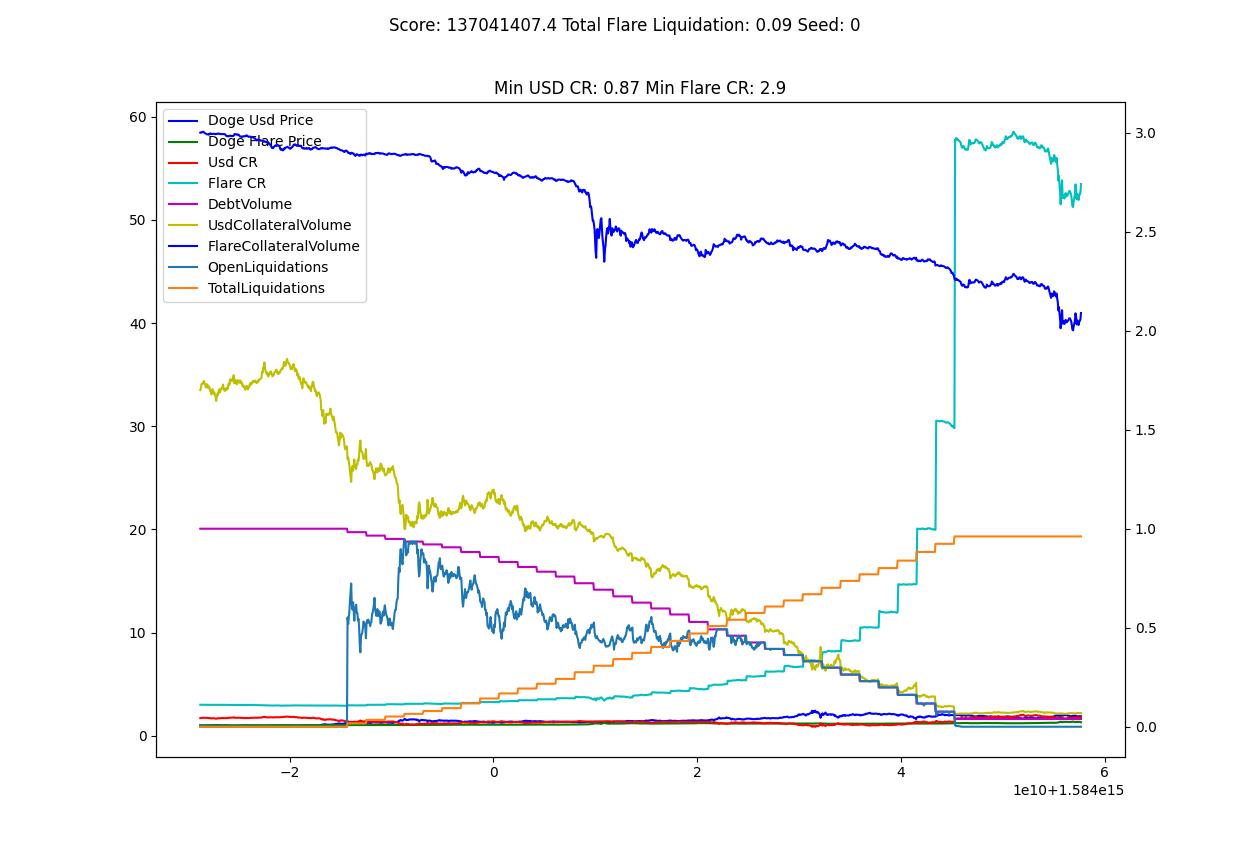 Score: 137041407.4 Total Flare Liquidation: 0.09 Seed: 0
Min USD CR: 0.87 Min Flare CR: 2.9
Doge Usd Price
Doge Flare Price
Usd CR
Flare CR
DebtVolume
UsdCollateralVolume
FlareCollateralVolume
OpenLiquidations
TotalLiquidations
60
50
40
30
20
10
0
3.0
2.5
2.0
1.5
1.0
0.5
0.0
−2
0
2
4
6
1e10+1.584e15